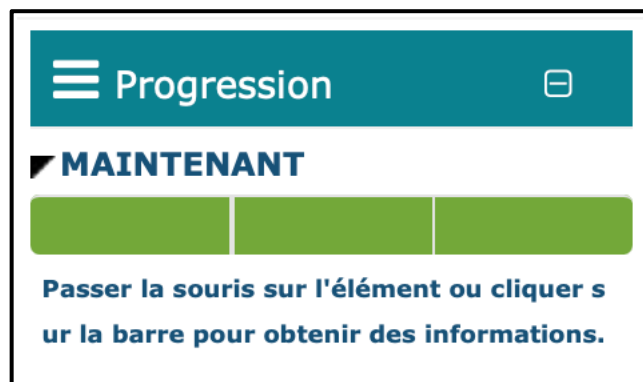 Progression
MAINTENANT
Passer la souris sur l'élément ou cliquer s
ur la barre pour obtenir des informations.